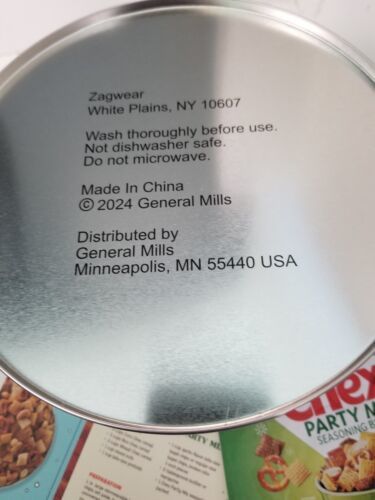 Zagwear
White Plains, NY 10607
Wash thoroughly before use.
Not dishwasher safe.
Do not microwave.
Made In China
© 2024 General Mills
Distributed by
General Mills
Minneapolis, MN 55440 USA
Chex
PARTY M
SEASONING B
PREPARATION